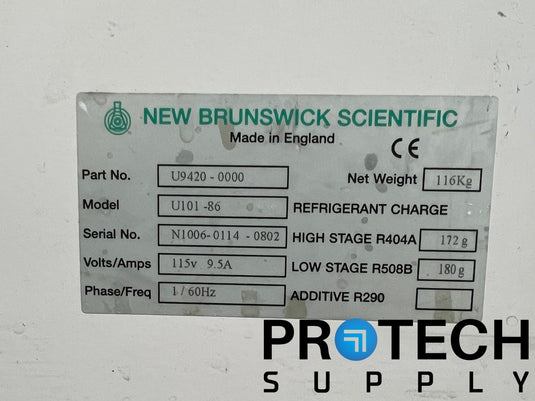 NEW BRUNSWICK SCIENTIFIC
Made in England
CE
Part No. U9420-0000 Net Weight 116Kg
Model U101-86 REFRIGERANT CHARGE
Serial No. N1006-0114-0802 HIGH STAGE R404A 172 g
Volts/Amps 115v 9.5A LOW STAGE R508B 180 g
Phase/Freq 1/60Hz ADDITIVE R290
PROTECH
SUPPLY